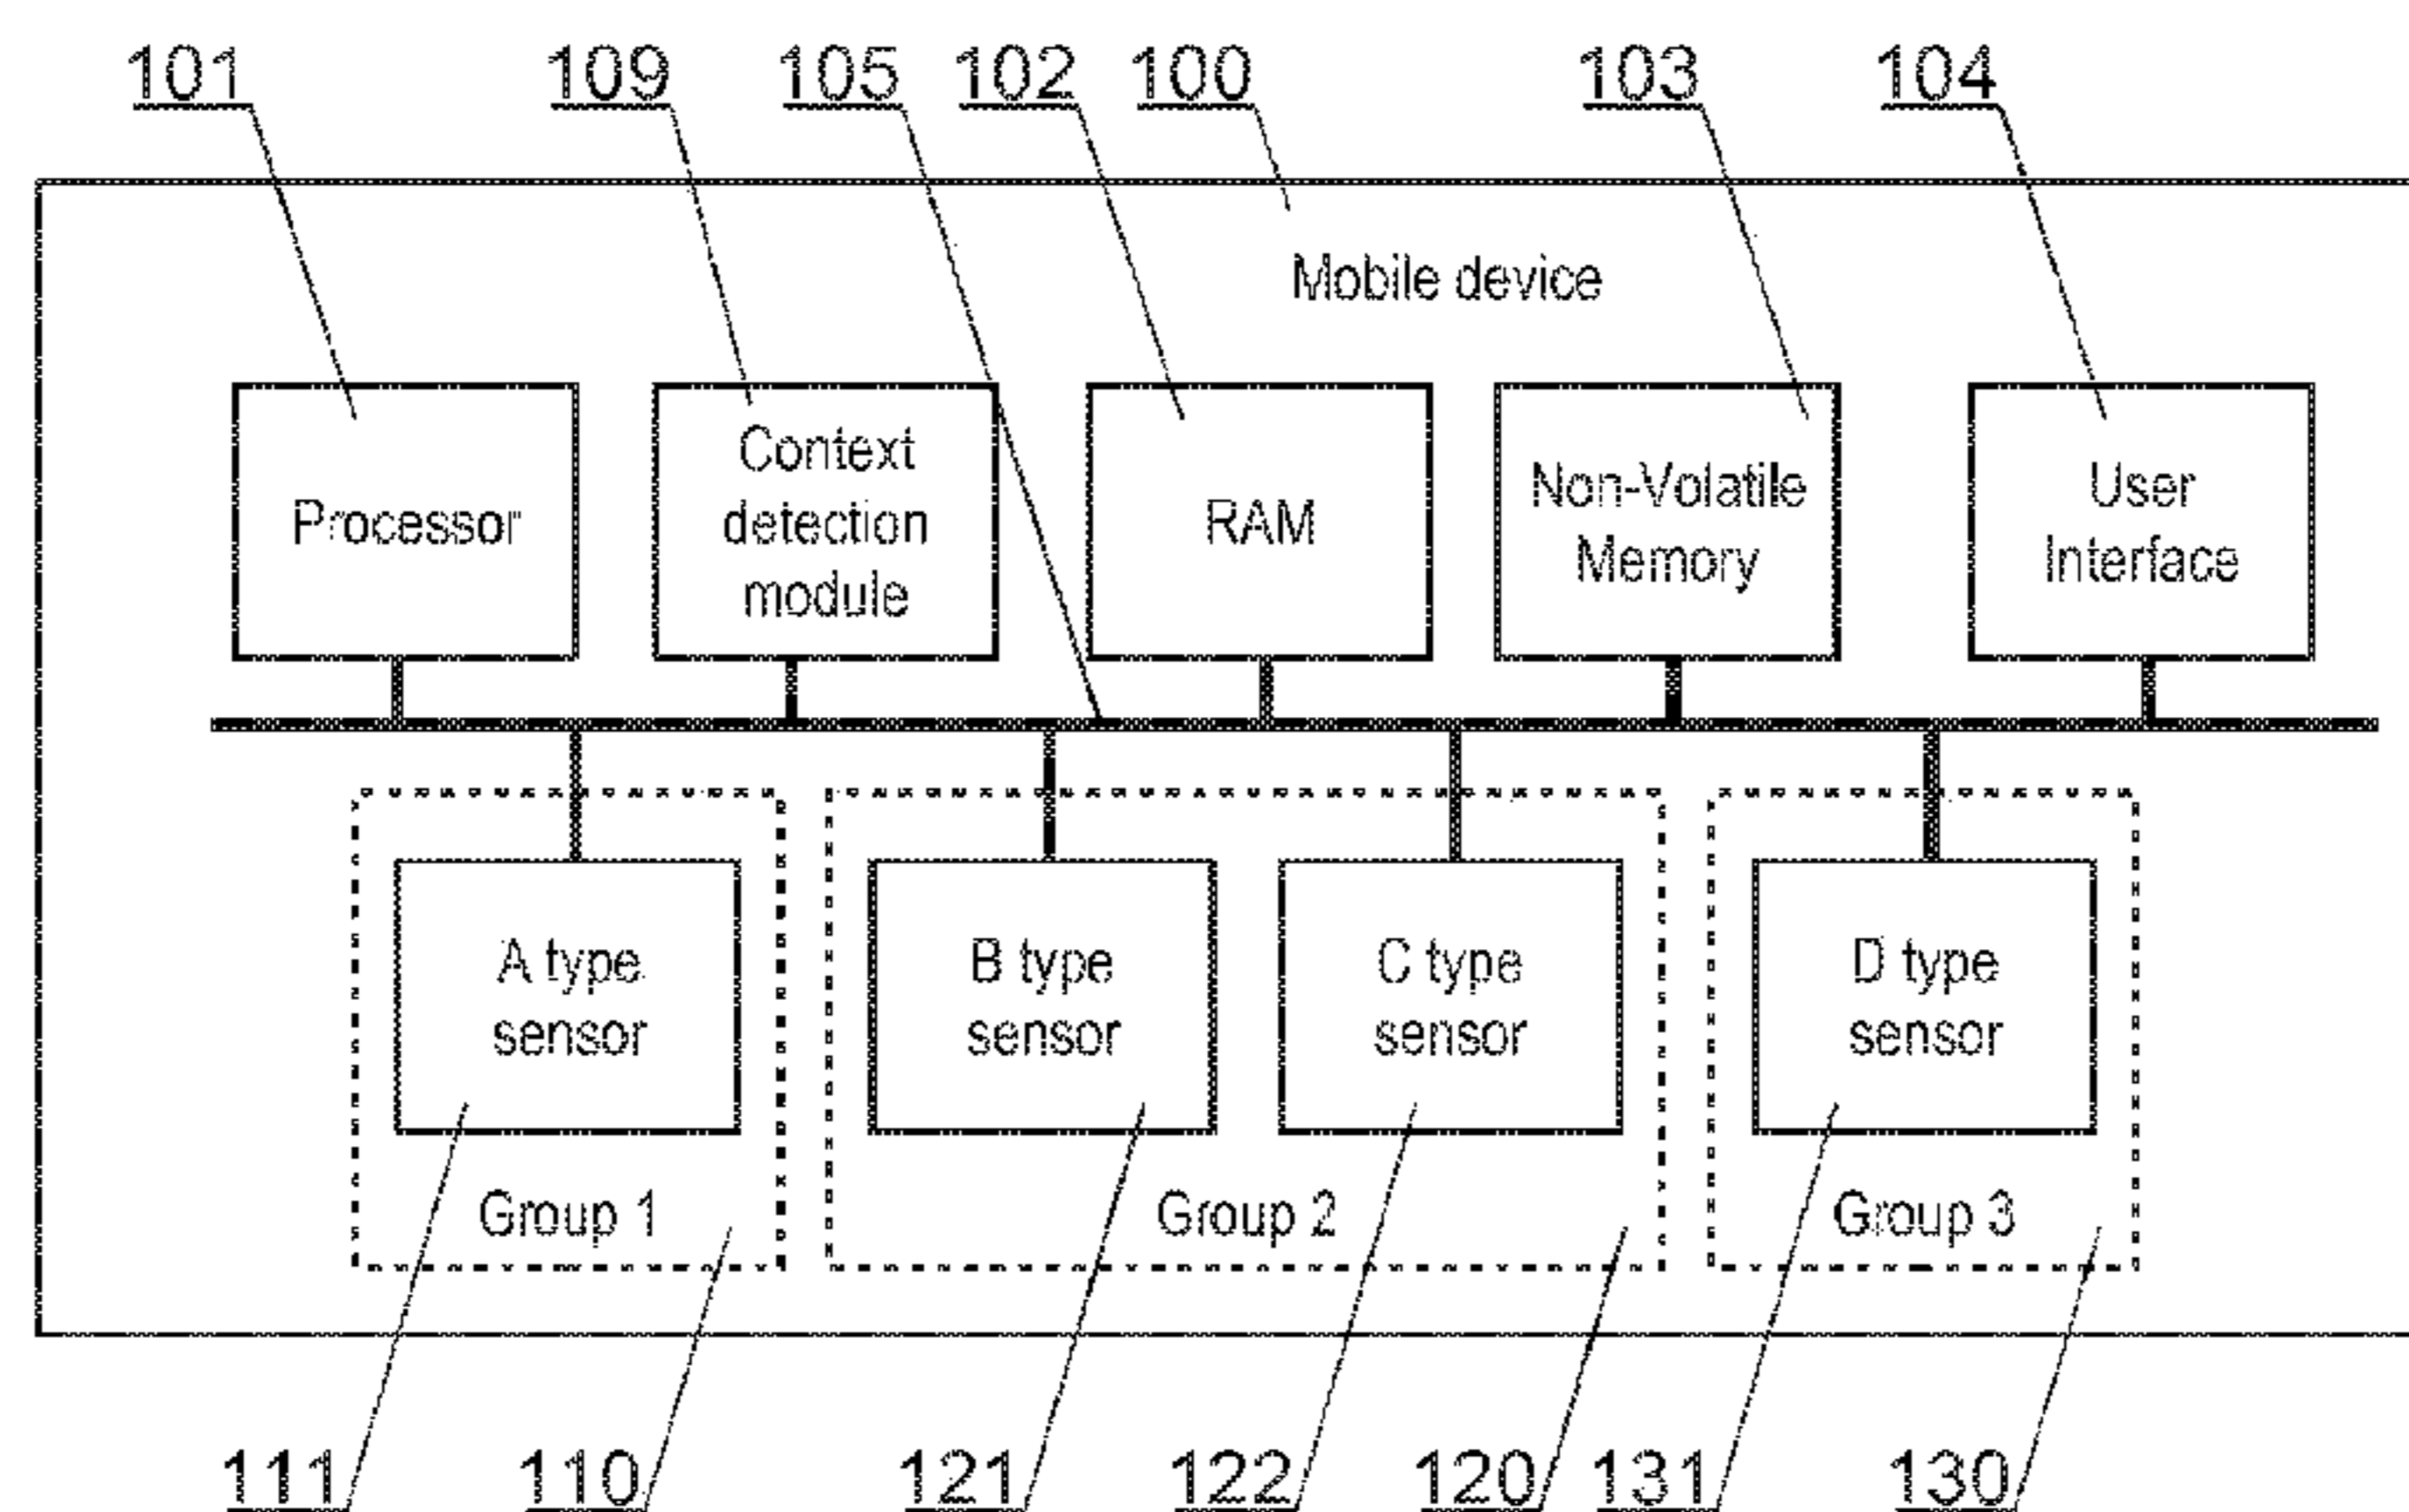 101 109 105 102 100 103 104
Mobile device
Processor
Context
detection
module
RAM
Non-Volatile
Memory
User
Interface
A type
sensor
B type
sensor
C type
sensor
D type
sensor
Group 1
Group 2
Group 3
111 110 121 122 120 131 130